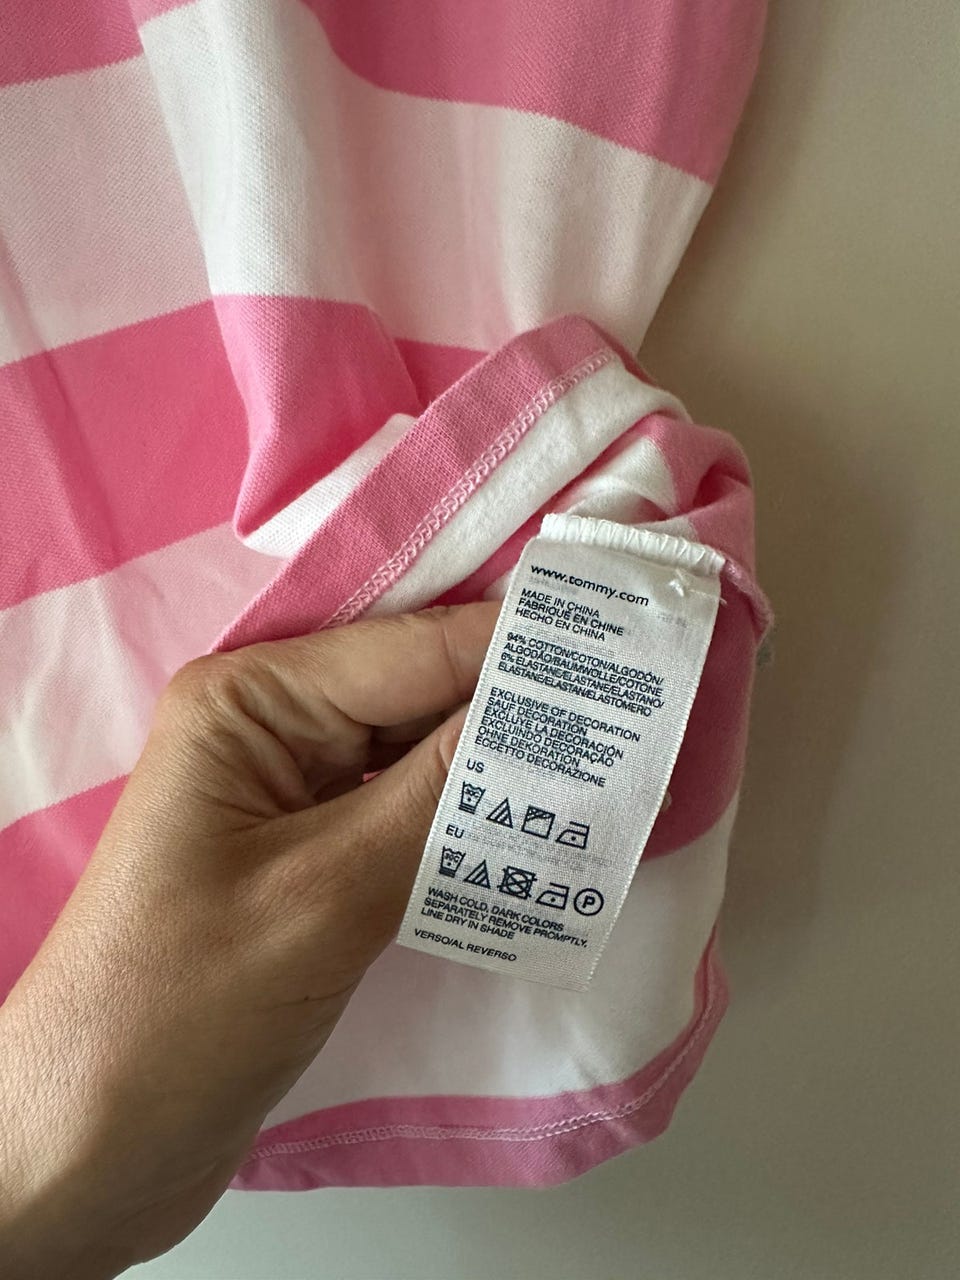 www.tommy.com
MADE IN CHINA
FABRIQUÉ EN CHINE
HECHO EN CHINA
94% COTTON/COTON/ALGODÓN/
ALGODÃO/BAUMWOLLE/COTONE
6% ELASTANE/ELASTANE/ELASTANO/
ELASTANE/ELASTAN/ELASTOMERO
EXCLUSIVE OF DECORATION
SAUF DECORATION
EXCLUYE LA DECORACIÓN
EXCLUINDO DECORAÇÃO
OHNE DEKORATION
ECCETTO DECORAZIONE
US
EU
P
WASH COLD, DARK COLORS
SEPARATELY REMOVE PROMPTLY,
LINE DRY IN SHADE
VERSO/AL REVERSO